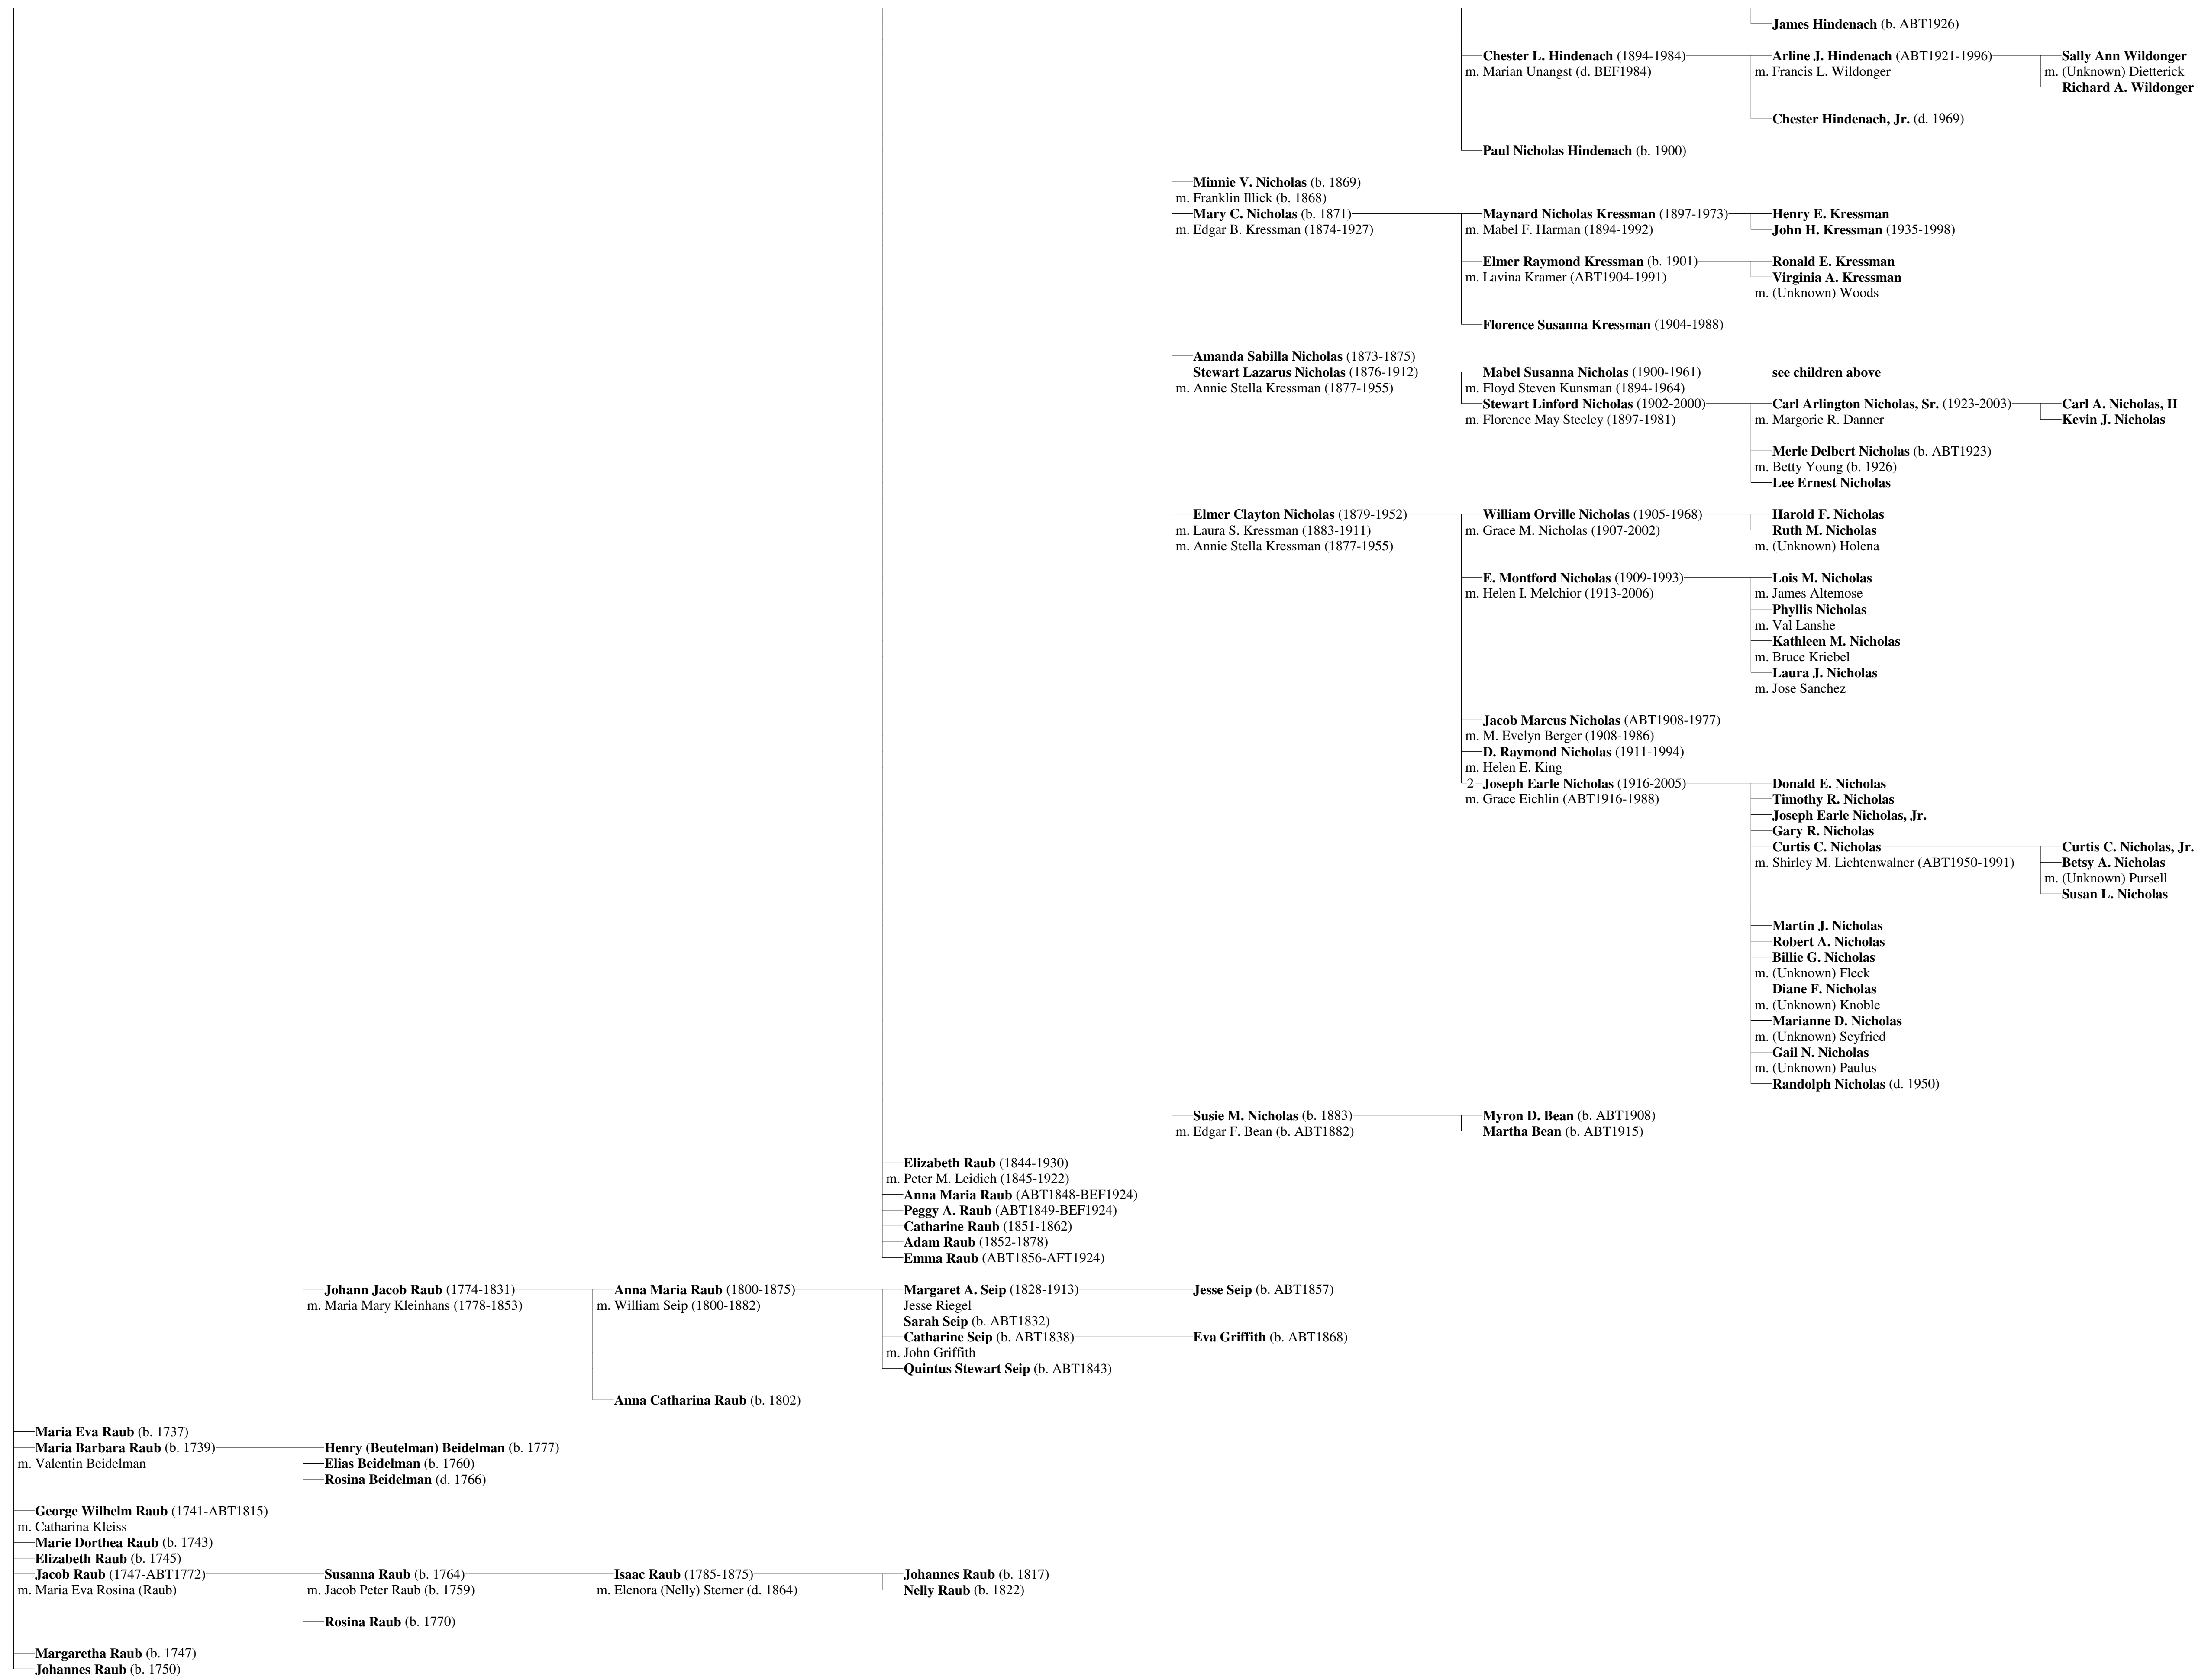 James Hindenach (b. ABT1926)
Chester L. Hindenach (1894-1984) Arline J. Hindenach (ABT1921-1996) Sally Ann Wildonger
m. Marian Unangst (d. BEF1984) m. Francis L. Wildonger m. (Unknown) Dietterick
Richard A. Wildonger
Chester Hindenach, Jr. (d. 1969)
Paul Nicholas Hindenach (b. 1900)
Minnie V. Nicholas (b. 1869)
m. Franklin Illick (b. 1868)
Mary C. Nicholas (b. 1871) Maynard Nicholas Kressman (1897-1973) Henry E. Kressman
m. Edgar B. Kressman (1874-1927) m. Mabel F. Harman (1894-1992) John H. Kressman (1935-1998)
Elmer Raymond Kressman (b. 1901) Ronald E. Kressman
m. Lavina Kramer (ABT1904-1991) Virginia A. Kressman
m. (Unknown) Woods
Florence Susanna Kressman (1904-1988)
Amanda Sabilla Nicholas (1873-1875)
Stewart Lazarus Nicholas (1876-1912) Mabel Susanna Nicholas (1900-1961) see children above
m. Annie Stella Kressman (1877-1955) m. Floyd Steven Kunsman (1894-1964)
Stewart Linford Nicholas (1902-2000) Carl Arlington Nicholas, Sr. (1923-2003) Carl A. Nicholas, II
m. Florence May Steeley (1897-1981) m. Margorie R. Danner Kevin J. Nicholas
Merle Delbert Nicholas (b. ABT1923)
m. Betty Young (b. 1926)
Lee Ernest Nicholas
Elmer Clayton Nicholas (1879-1952) William Orville Nicholas (1905-1968) Harold F. Nicholas
m. Laura S. Kressman (1883-1911) m. Grace M. Nicholas (1907-2002) Ruth M. Nicholas
m. Annie Stella Kressman (1877-1955) m. (Unknown) Holena
E. Montford Nicholas (1909-1993) Lois M. Nicholas
m. Helen I. Melchior (1913-2006) m. James Altemose
Phyllis Nicholas
m. Val Lanshe
Kathleen M. Nicholas
m. Bruce Kriebel
Laura J. Nicholas
m. Jose Sanchez
Jacob Marcus Nicholas (ABT1908-1977)
m. M. Evelyn Berger (1908-1986)
D. Raymond Nicholas (1911-1994)
m. Helen E. King
2 Joseph Earle Nicholas (1916-2005) Donald E. Nicholas
m. Grace Eichlin (ABT1916-1988) Timothy R. Nicholas
Joseph Earle Nicholas, Jr.
Gary R. Nicholas
Curtis C. Nicholas Curtis C. Nicholas, Jr.
m. Shirley M. Lichtenwalner (ABT1950-1991) Betsy A. Nicholas
m. (Unknown) Pursell
Susan L. Nicholas
Martin J. Nicholas
Robert A. Nicholas
Billie G. Nicholas
m. (Unknown) Fleck
Diane F. Nicholas
m. (Unknown) Knoble
Marianne D. Nicholas
m. (Unknown) Seyfried
Gail N. Nicholas
m. (Unknown) Paulus
Randolph Nicholas (d. 1950)
Susie M. Nicholas (b. 1883) Myron D. Bean (b. ABT1908)
m. Edgar F. Bean (b. ABT1882) Martha Bean (b. ABT1915)
Elizabeth Raub (1844-1930)
m. Peter M. Leidich (1845-1922)
Anna Maria Raub (ABT1848-BEF1924)
Peggy A. Raub (ABT1849-BEF1924)
Catharine Raub (1851-1862)
Adam Raub (1852-1878)
Emma Raub (ABT1856-AFT1924)
Johann Jacob Raub (1774-1831) Anna Maria Raub (1800-1875) Margaret A. Seip (1828-1913) Jesse Seip (b. ABT1857)
m. Maria Mary Kleinhans (1778-1853) m. William Seip (1800-1882) Jesse Riegel
Sarah Seip (b. ABT1832)
Catharine Seip (b. ABT1838) Eva Griffith (b. ABT1868)
m. John Griffith
Quintus Stewart Seip (b. ABT1843)
Anna Catharina Raub (b. 1802)
Maria Eva Raub (b. 1737)
Maria Barbara Raub (b. 1739) Henry (Beutelman) Beidelman (b. 1777)
m. Valentin Beidelman Elias Beidelman (b. 1760)
Rosina Beidelman (d. 1766)
George Wilhelm Raub (1741-ABT1815)
m. Catharina Kleiss
Marie Dorthea Raub (b. 1743)
Elizabeth Raub (b. 1745)
Jacob Raub (1747-ABT1772) Susanna Raub (b. 1764) Isaac Raub (1785-1875) Johannes Raub (b. 1817)
m. Maria Eva Rosina (Raub) m. Jacob Peter Raub (b. 1759) m. Elenora (Nelly) Sterner (d. 1864) Nelly Raub (b. 1822)
Rosina Raub (b. 1770)
Margaretha Raub (b. 1747)
Johannes Raub (b. 1750)